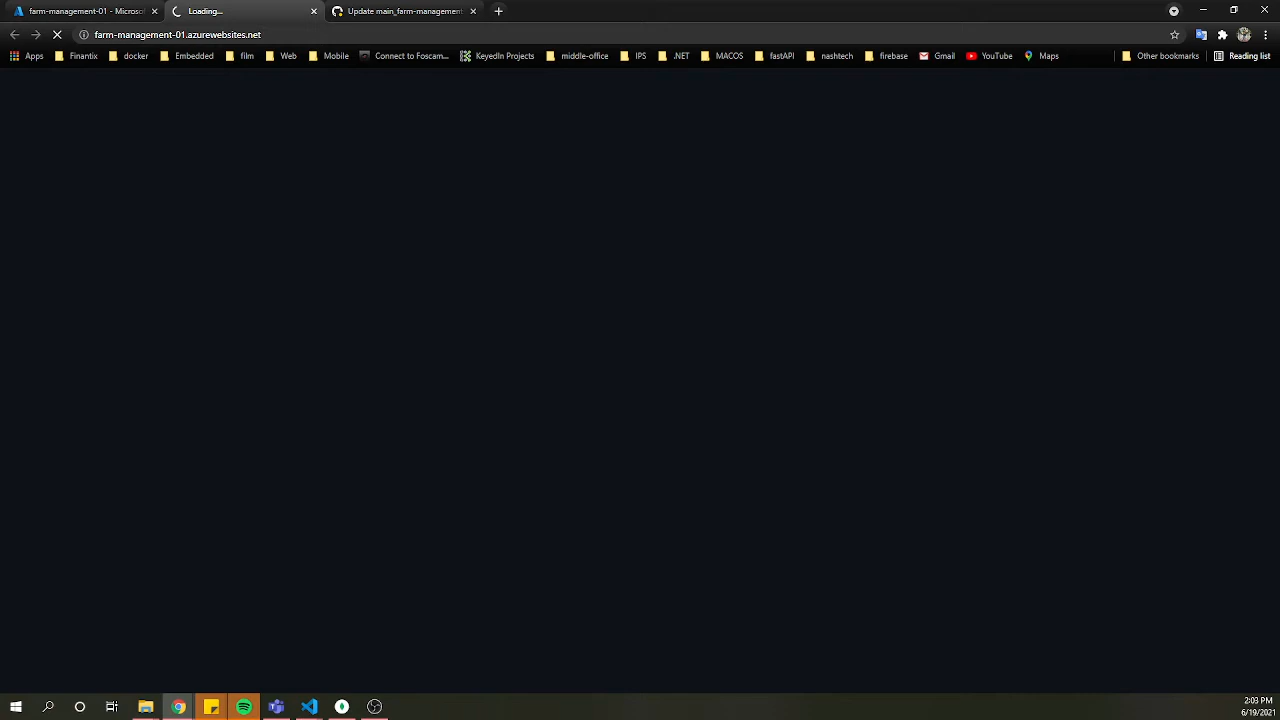 farm-management-01 - Microsof
Loading...
Update main_farm-management
farm-management-01.azurewebsites.net
Apps Finantix docker Embedded film Web Mobile Connect to Foscam... KeyedIn Projects middle-office IPS .NET MACOS fastAPI nashtech firebase Gmail YouTube Maps Other bookmarks Reading list
2:03 PM
6/19/2021